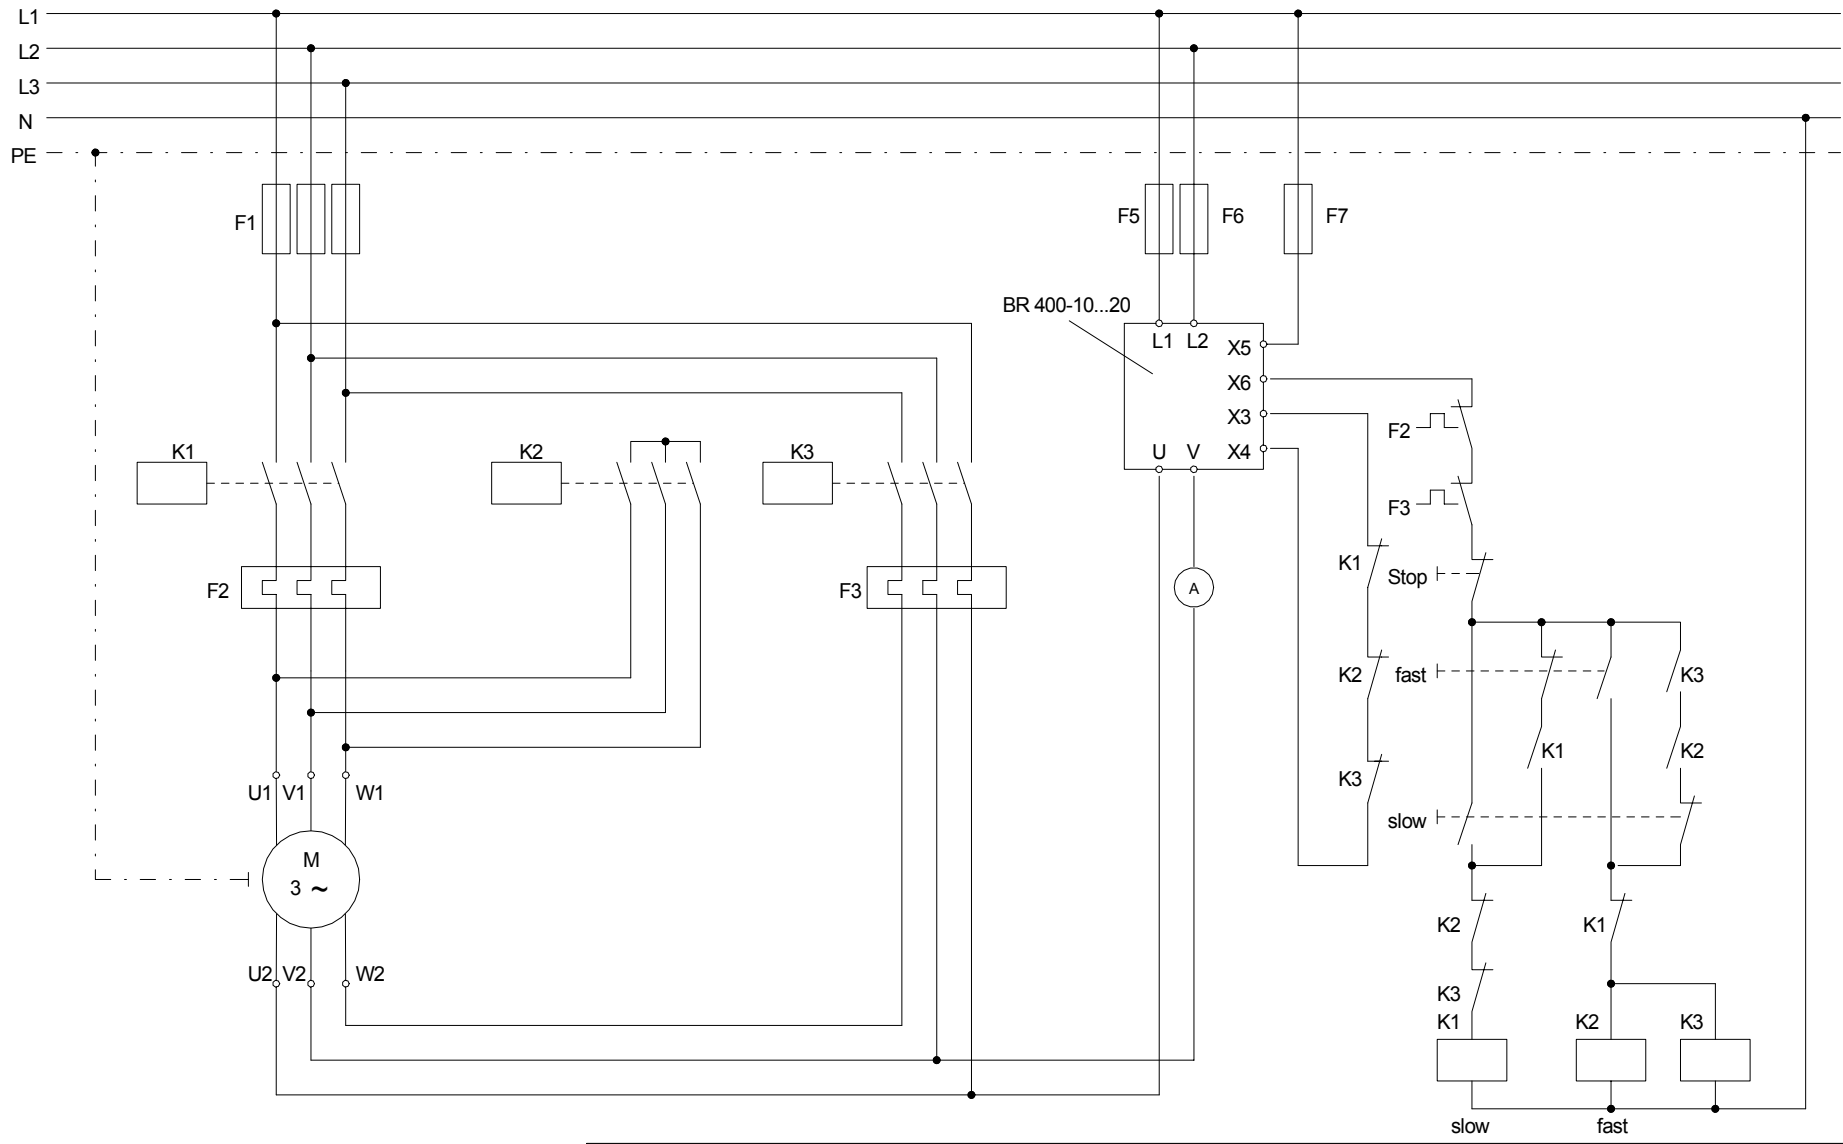 L1
L2
L3
N
PE
F1
F5
F6
F7
BR 400-10...20
L1 L2
X5
X6
X3
X4
U V
K1
K2
K3
F2
F3
F2
F3
A
K1
Stop
K2
fast
K3
K1
K2
K3
slow
U1 V1 W1
M
3 ~
U2 V2 W2
K2
K1
K3
K1
K2
K3
slow
fast